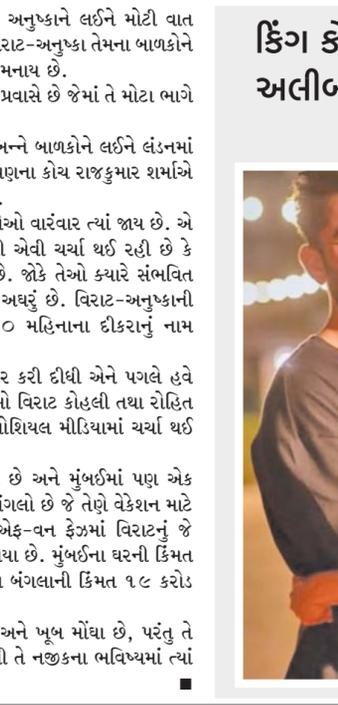 અનુષ્કાને લઈને મોટી વાત
રાટ-અનુષ્કા તેમના બાળકોને
મનાય છે.
પ્રવાસે છે જેમાં તે મોટા ભાગે
બાળકોને લઈને લંડનમાં
કોચ રાજકુમાર શર્માએ
વારંવાર ત્યાં જાય છે. એ
એવી ચર્ચા થઈ રહી છે કે
છે. જોકે તેઓ ક્યારે સંભવિત
અઘરું છે. વિરાટ-અનુષ્કાની
૦ મહિનાના દીકરાનું નામ
ર કરી દીધી એને પગલે હવે
વિરાટ કોહલી તથા રોહિત
ોશિયલ મીડિયામાં ચર્ચા થઈ
છે અને મુંબઈમાં પણ એક
ંગલો છે જે તેણે વેકેશન માટે
એફ-વન ફેઝમાં વિરાટનું જે
યા છે. મુંબઈના ઘરની કિંમત
બંગલાની કિંમત ૧૯ કરોડ
અને ખૂબ મોંઘા છે, પરંતુ તે
તે નજીકના ભવિષ્યમાં ત્યાં
કિંગ કો
અલીબ